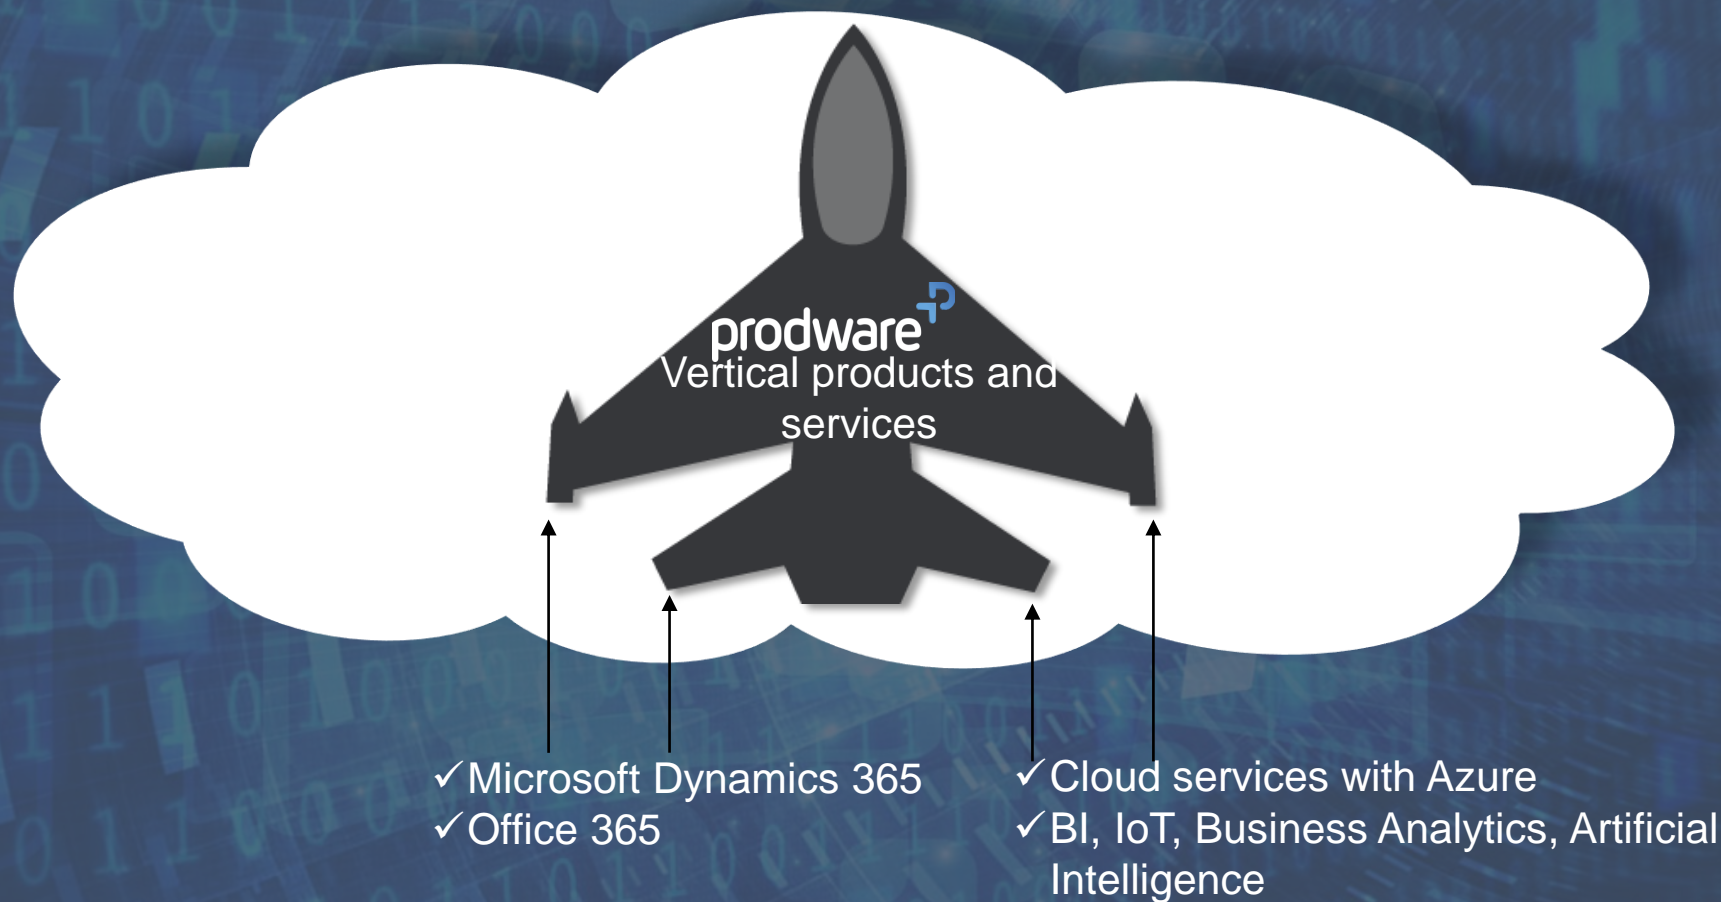 prodware
Vertical products and
services
✓Microsoft Dynamics 365
✓Office 365
✓Cloud services with Azure
✓BI, IoT, Business Analytics, Artificial
Intelligence